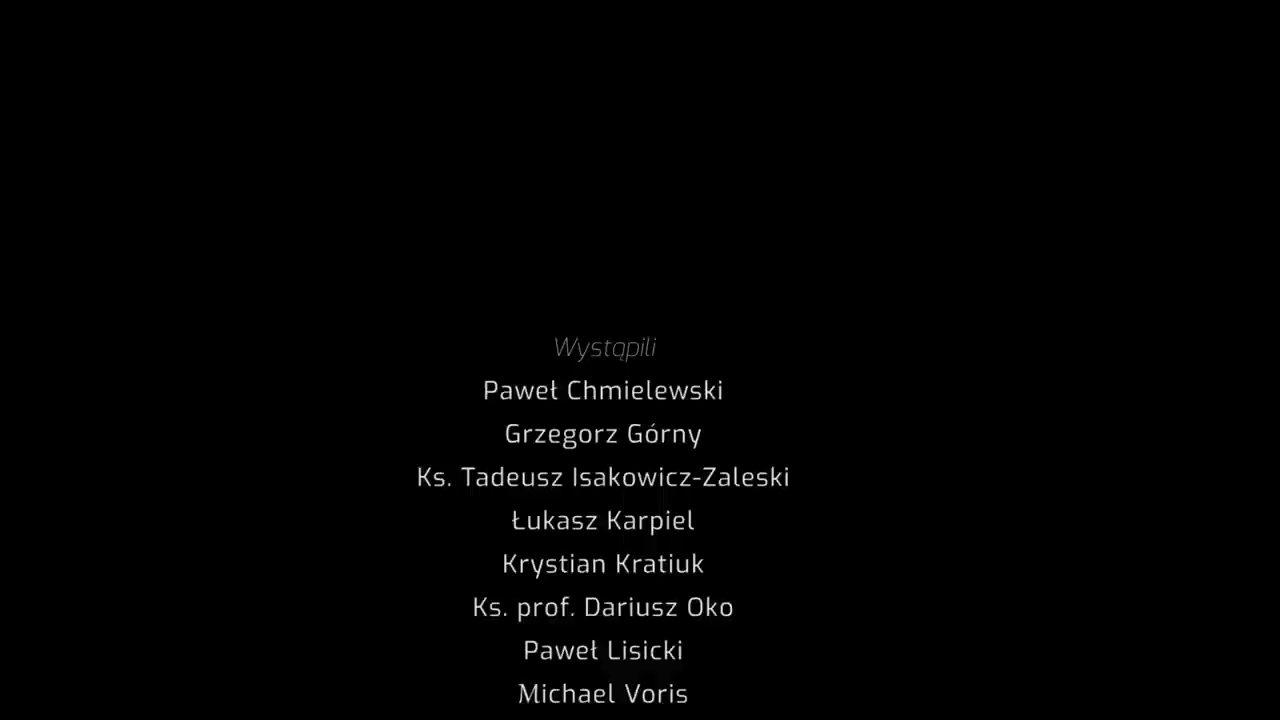 Wystąpili
Paweł Chmielewski
Grzegorz Górny
Ks. Tadeusz Isakowicz-Zaleski
Łukasz Karpiel
Krystian Kratiuk
Ks. prof. Dariusz Oko
Paweł Lisicki
Michael Voris